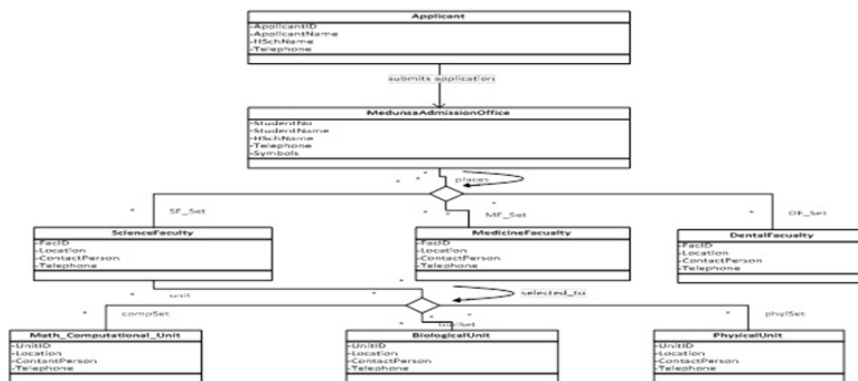 Applicant
-ApplicantID
-ApplicantName
-HSchName
-Telephone
submits application
MedunsaAdmissionOffice
-StudentNo
-StudentName
-HSchName
-Telephone
-Symbols
places
* * *
* * * *
SF_Set MF_Set DF_Set
ScienceFaculty
-FacID
-Location
-ContactPerson
-Telephone
MedicineFacualty
-FacID
-Location
-ContactPerson
-Telephone
DentalFacualty
-FacID
-Location
-ContactPerson
-Telephone
unit
selected_to
compSet
phylSet
Math_Computational_Unit
-UnitID
-Location
-ContantPerson
-Telephone
BiologicalUnit
-UnitID
-Location
-ContactPerson
-Telephone
PhysicalUnit
-UnitID
-Location
-ContactPerson
-Telephone